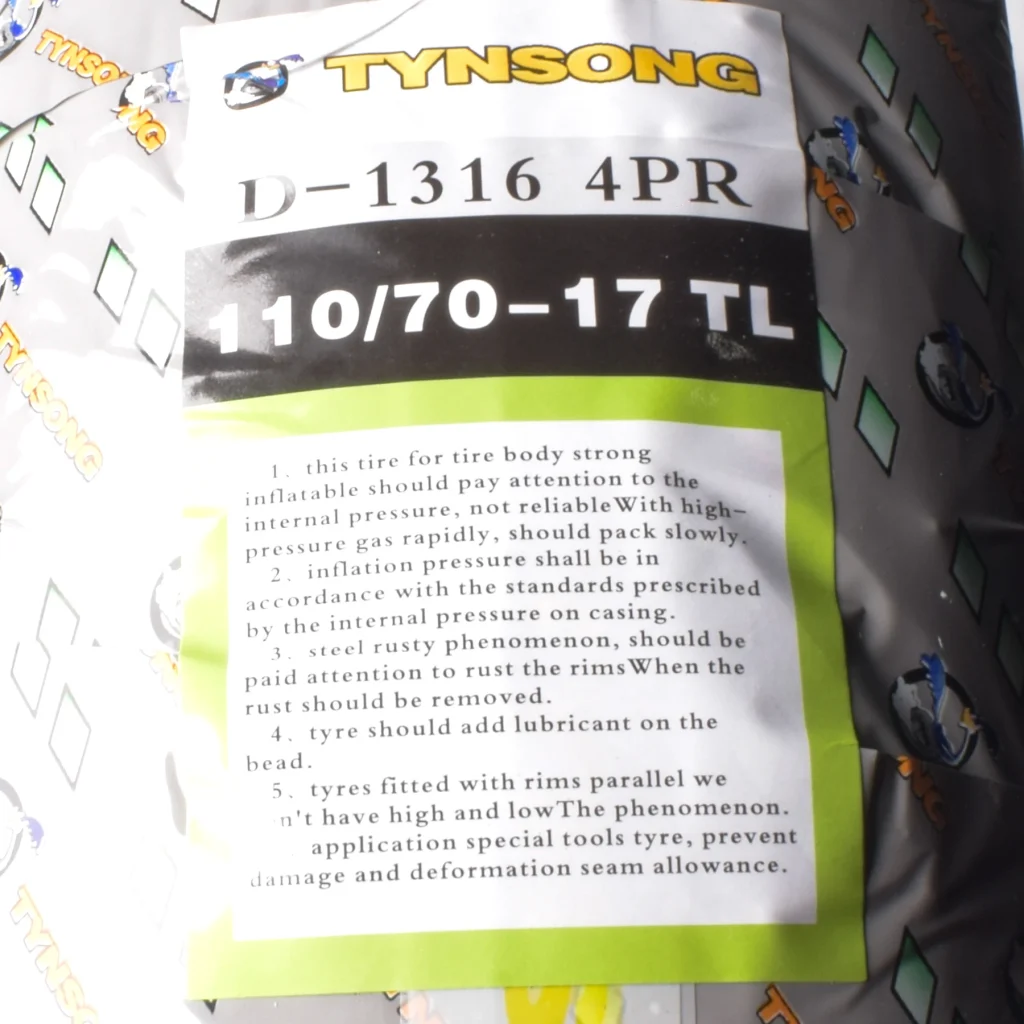 TYNSONG
D-1316 4PR
110/70-17 TL
1、this tire for tire body strong
inflatable should pay attention to the
internal pressure, not reliableWith high-
pressure gas rapidly, should pack slowly.
2、inflation pressure shall be in
accordance with the standards prescribed
by the internal pressure on casing.
3、steel rusty phenomenon, should be
paid attention to rust the rimsWhen the
rust should be removed.
4、tyre should add lubricant on the
bead.
5、tyres fitted with rims parallel we
n't have high and lowThe phenomenon.
application special tools tyre, prevent
damage and deformation seam allowance.
TYNSONG